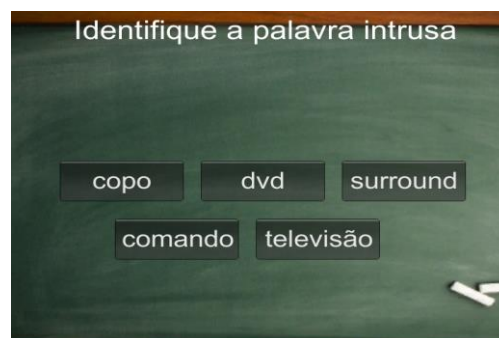 Identifique a palavra intrusa
copo dvd surround
comando televisão